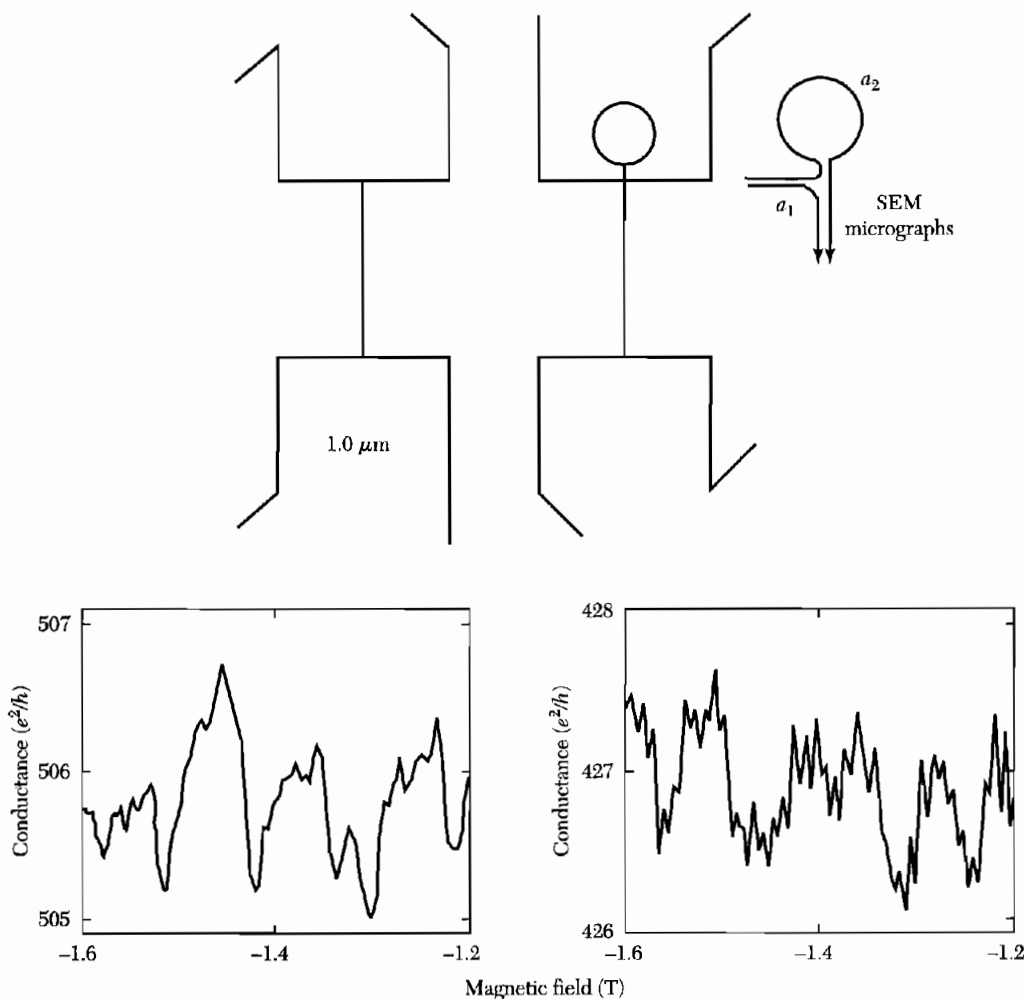 a₂
a₁
SEM
micrographs
1.0 μm
507
506
505
Conductance (e²/h)
−1.6
−1.4
−1.2
428
427
426
Conductance (e²/h)
−1.6
−1.4
−1.2
Magnetic field (T)